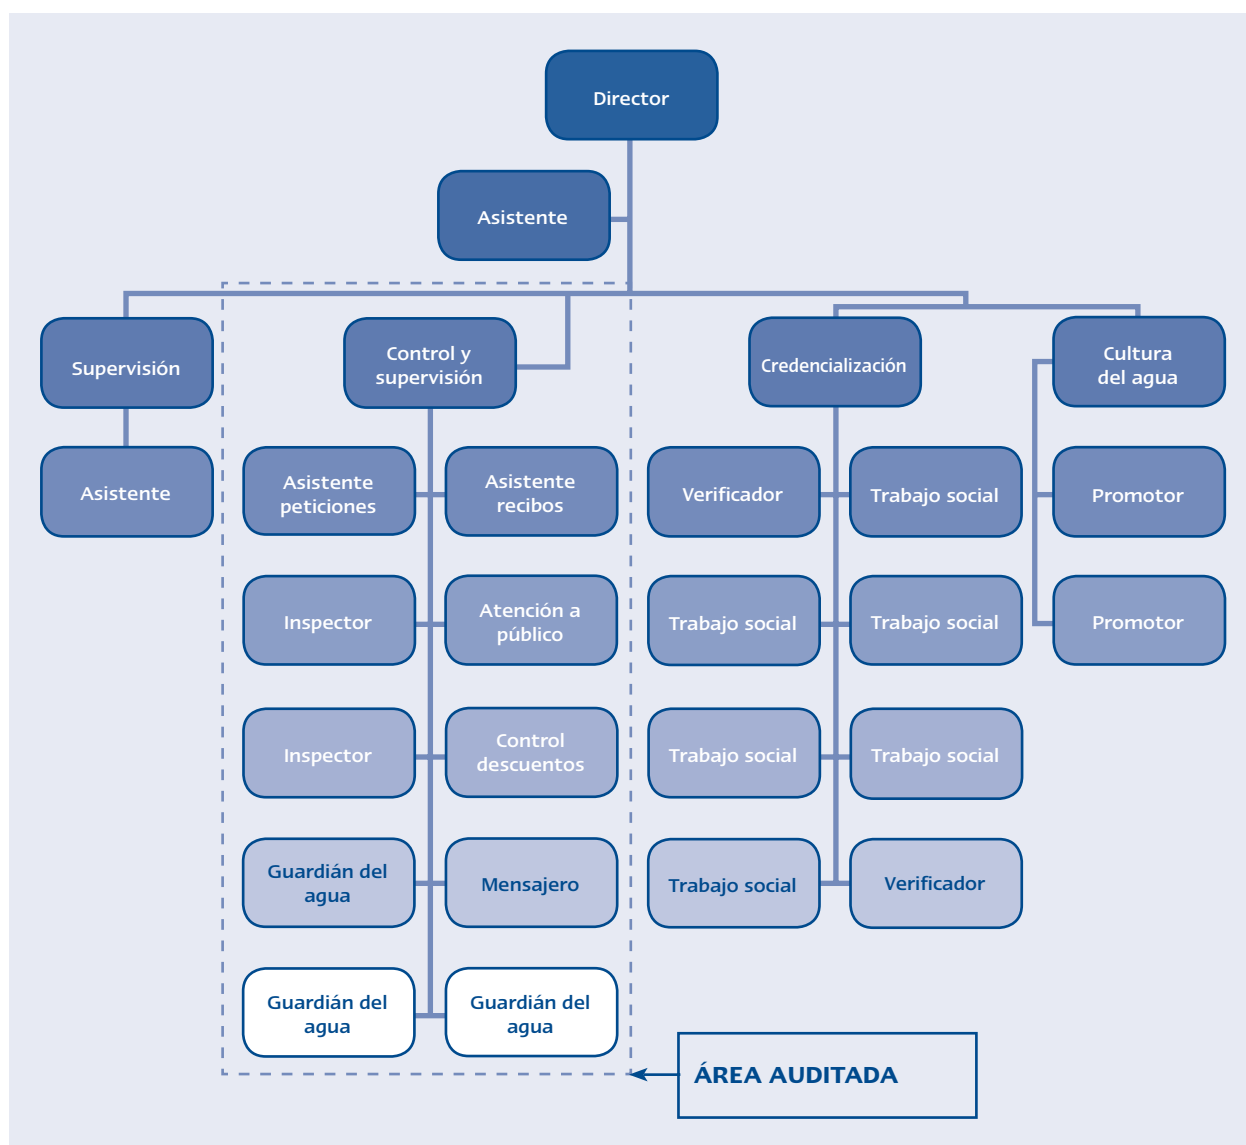 Director
Asistente
Supervisión
Control y
supervisión
Credencialización
Cultura
del agua
Asistente
Asistente
peticiones
Asistente
recibos
Verificador
Trabajo social
Promotor
Inspector
Atención a
público
Trabajo social
Trabajo social
Promotor
Inspector
Control
descuentos
Trabajo social
Trabajo social
Guardián del
agua
Mensajero
Trabajo social
Verificador
Guardián del
agua
Guardián del
agua
ÁREA AUDITADA